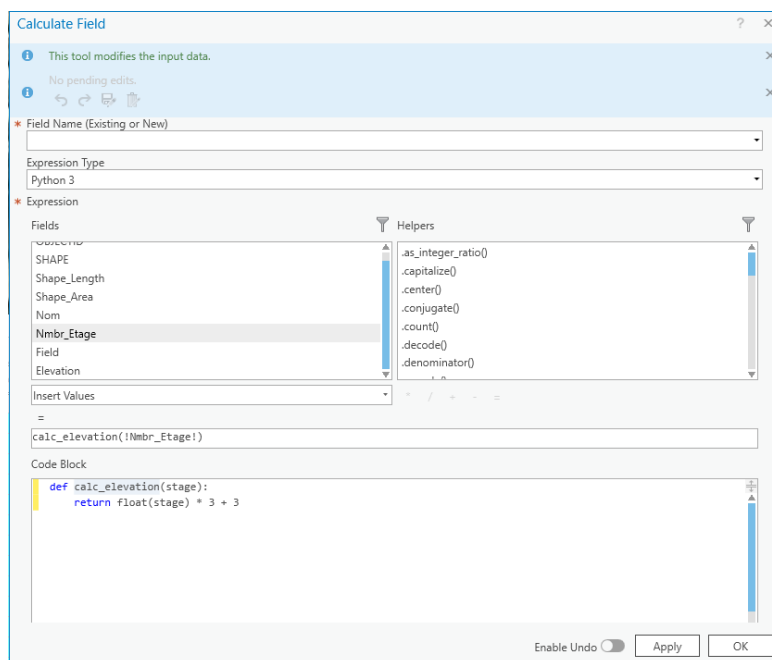 Calculate Field
?
This tool modifies the input data.
No pending edits.
* Field Name (Existing or New)
Expression Type
Python 3
* Expression
Fields
Helpers
OBJECTID
SHAPE
Shape_Length
Shape_Area
Nom
Nmbr_Etage
Field
Elevation
.as_integer_ratio()
.capitalize()
.center()
.conjugate()
.count()
.decode()
.denominator()
Insert Values
* / + - =
=
calc_elevation(!Nmbr_Etage!)
Code Block
def calc_elevation(stage):
    return float(stage) * 3 + 3
Enable Undo
Apply
OK